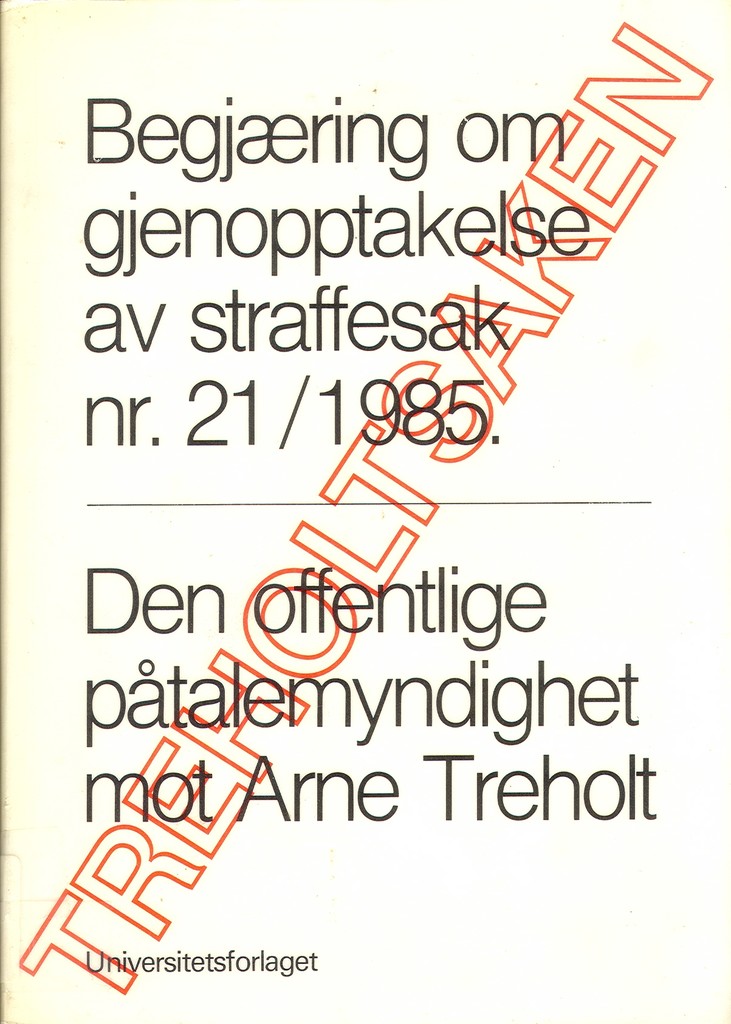 Begjæring om
gjenopptakelse
av straffesak
nr. 21/1985.
Den offentlige
påtalemyndighet
mot Arne Treholt
TREHOLTSAKEN
Universitetsforlaget